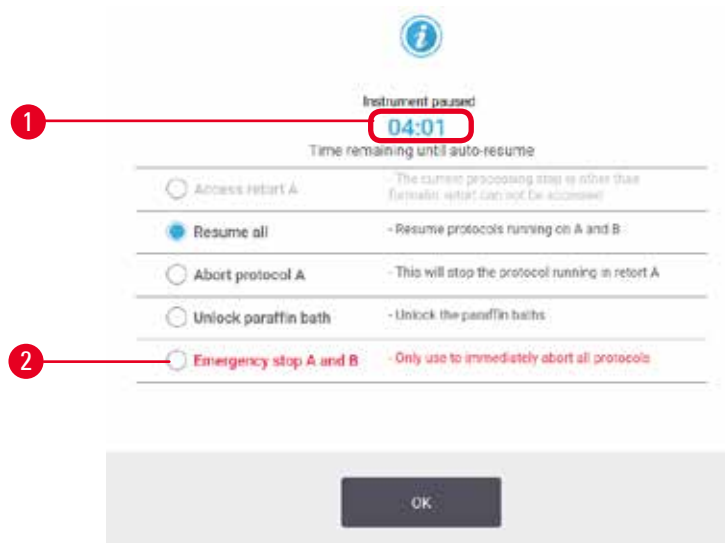 i
Instrument paused
1
04:01
Time remaining until auto-resume
Access retort A - The current processing step is other than
formalin retort can not be accessed
Resume all - Resume protocols running on A and B
Abort protocol A - This will stop the protocol running in retort A
Unlock paraffin bath - Unlock the paraffin baths
2
Emergency stop A and B - Only use to immediately abort all protocols
OK